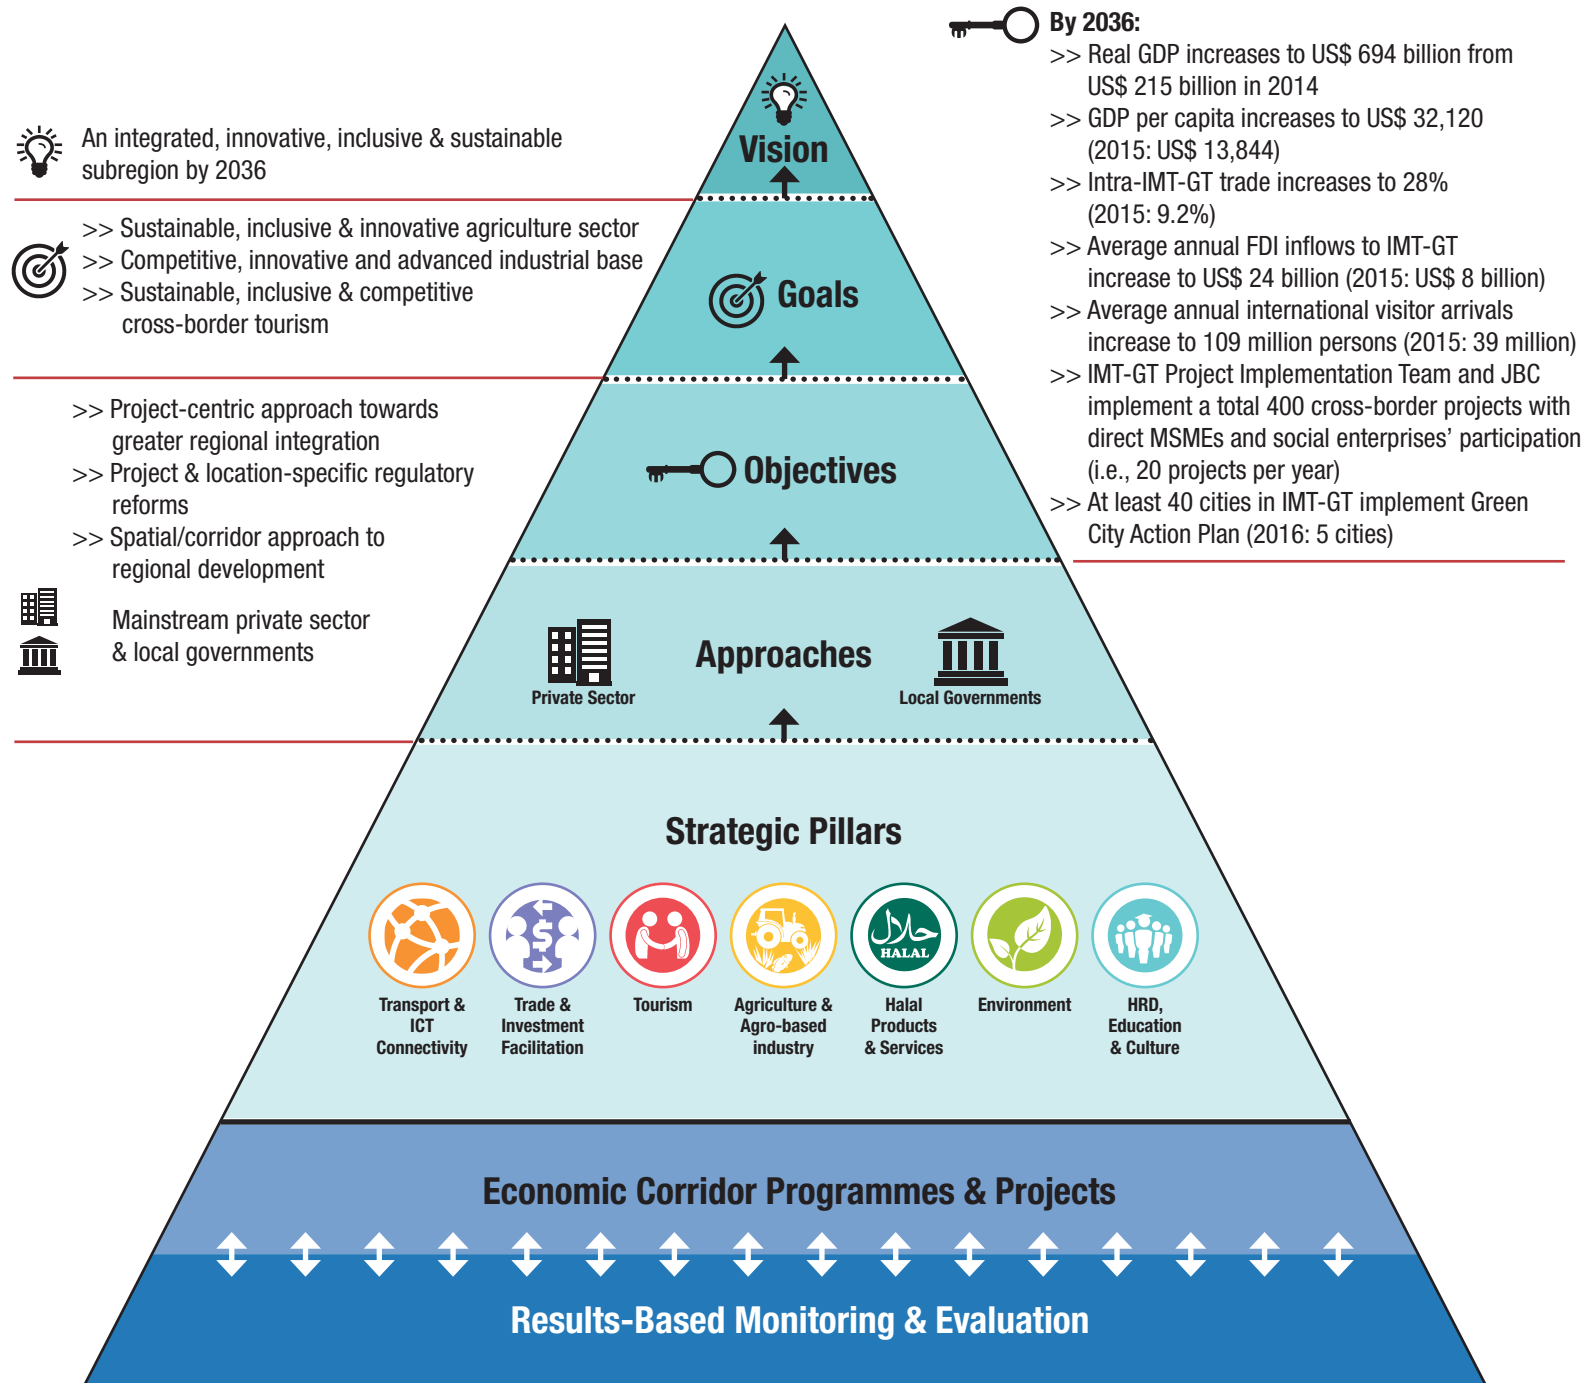 An integrated, innovative, inclusive & sustainable
subregion by 2036
>> Sustainable, inclusive & innovative agriculture sector
>> Competitive, innovative and advanced industrial base
>> Sustainable, inclusive & competitive
cross-border tourism
>> Project-centric approach towards
greater regional integration
>> Project & location-specific regulatory
reforms
>> Spatial/corridor approach to
regional development
Mainstream private sector
& local governments
By 2036:
>> Real GDP increases to US$ 694 billion from
US$ 215 billion in 2014
>> GDP per capita increases to US$ 32,120
(2015: US$ 13,844)
>> Intra-IMT-GT trade increases to 28%
(2015: 9.2%)
>> Average annual FDI inflows to IMT-GT
increase to US$ 24 billion (2015: US$ 8 billion)
>> Average annual international visitor arrivals
increase to 109 million persons (2015: 39 million)
>> IMT-GT Project Implementation Team and JBC
implement a total 400 cross-border projects with
direct MSMEs and social enterprises’ participation
(i.e., 20 projects per year)
>> At least 40 cities in IMT-GT implement Green
City Action Plan (2016: 5 cities)
Vision
Goals
Objectives
Approaches
Private Sector
Local Governments
Strategic Pillars
$
حلال
HALAL
Transport &
ICT
Connectivity
Trade &
Investment
Facilitation
Tourism
Agriculture &
Agro-based
industry
Halal
Products
& Services
Environment
HRD,
Education
& Culture
Economic Corridor Programmes & Projects
Results-Based Monitoring & Evaluation